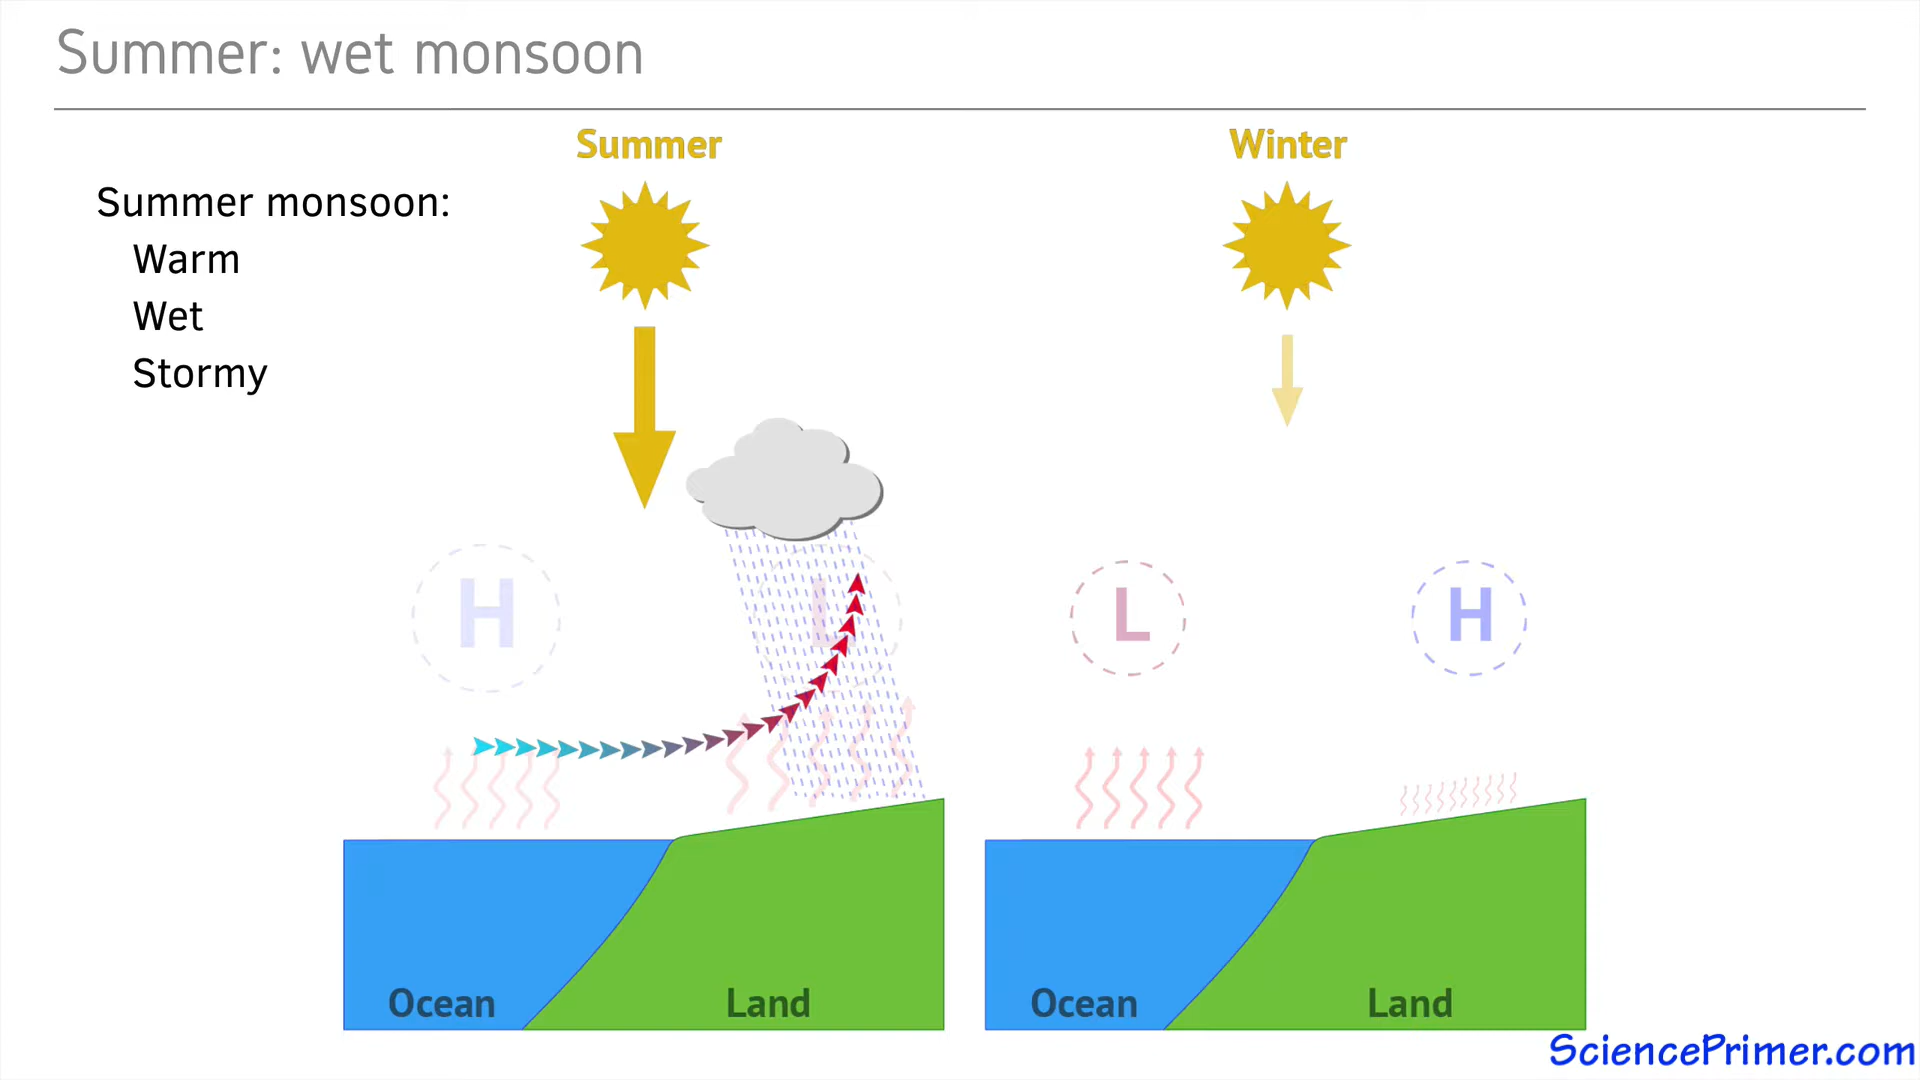 Summer: wet monsoon
Summer
Winter
Summer monsoon:
Warm
Wet
Stormy
H
L
L
H
Ocean
Land
Ocean
Land
SciencePrimer.com